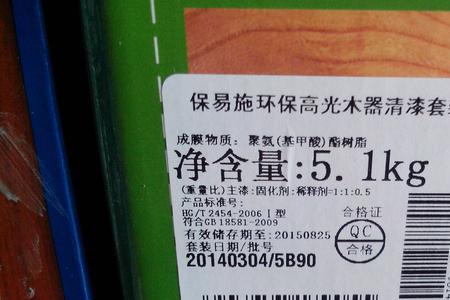 保易施环保高光木器清漆套
成膜物质：聚氨(基甲酸)酯树脂
净含量:5.1kg
(重量比)主漆:固化剂:稀释剂=1:1:0.5
产品标准号:
HG/T 2454-2006 I 型
符合GB 18581-2009
合格证
有效储存期至:20150825
QC
合格
套装日期/批号
20140304/5B90